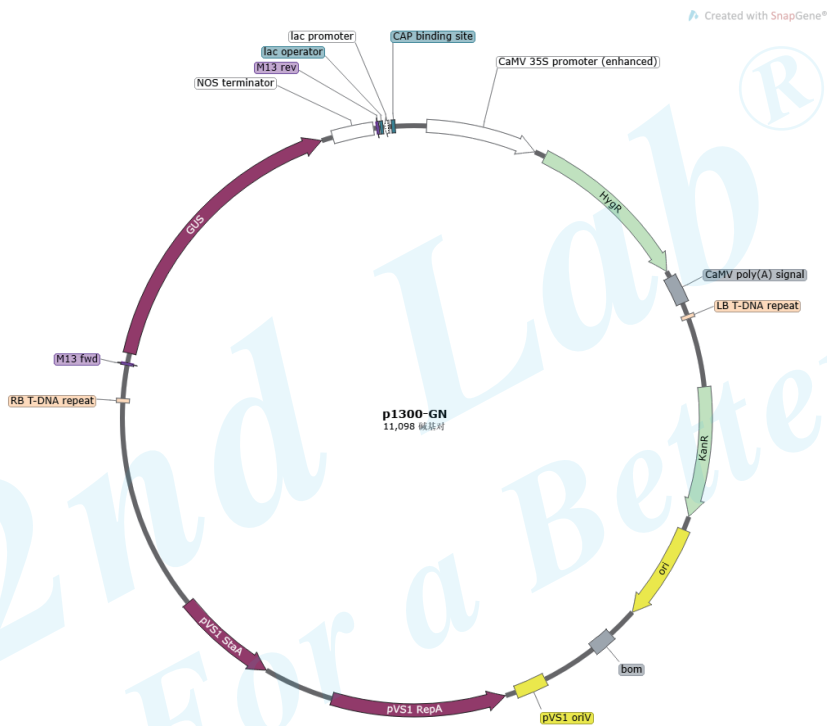 Created with SnapGene®
lac promoter
CAP binding site
lac operator
CaMV 35S promoter (enhanced)
M13 rev
NOS terminator
HygR
GUS
CaMV poly(A) signal
LB T-DNA repeat
M13 fwd
RB T-DNA repeat
p1300-GN
11,098 碱基对
KanR
ori
pVS1 StaA
bom
pVS1 RepA
pVS1 oriV
2nd Lab®
For a Better